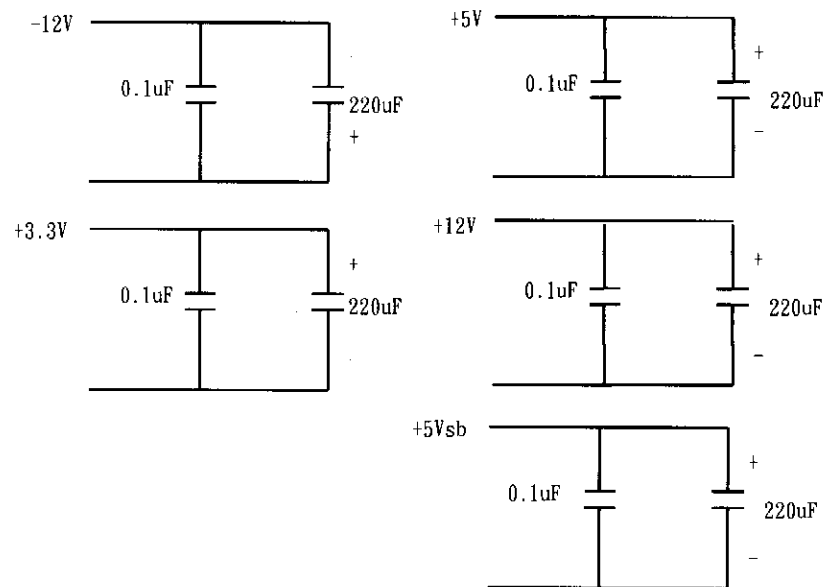 -12V
0.1uF
220uF
+
+5V
+
0.1uF
220uF
-
+3.3V
+
0.1uF
220uF
+12V
+
0.1uF
220uF
-
+5Vsb
+
0.1uF
220uF
-